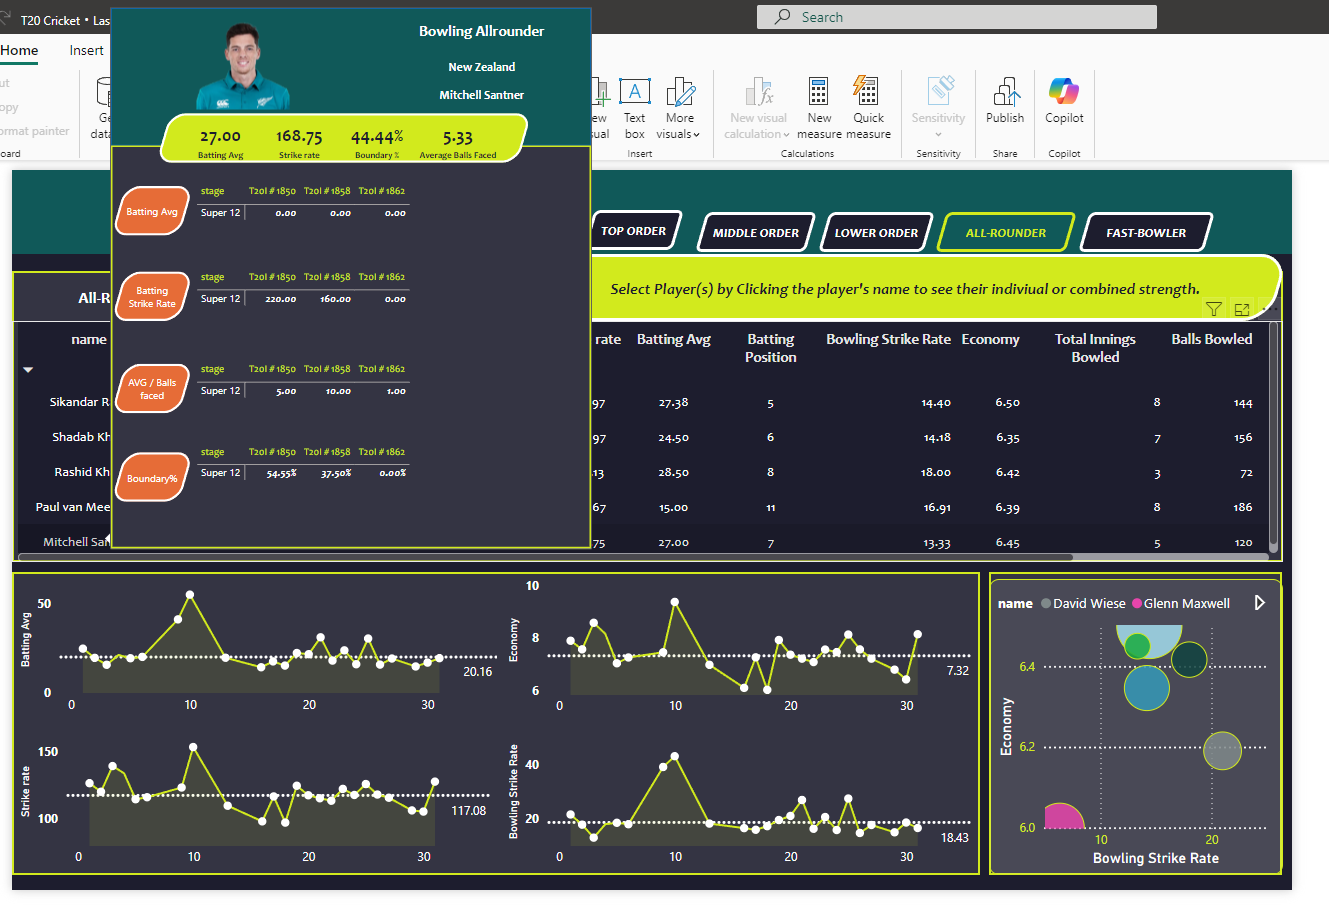 T20 Cricket • Las
Search
Home Insert
ut
opy
ormat painter
oard
Ge
data
ew
ual
Text
box
More
visuals
Insert
New visual
calculation
New
measure
Quick
measure
Calculations
Sensitivity
Sensitivity
Publish
Share
Copilot
Copilot
Bowling Allrounder
New Zealand
Mitchell Santner
27.00 168.75 44.44% 5.33
Batting Avg Strike rate Boundary % Average Balls Faced
Batting Avg
stage T20I # 1850 T20I # 1858 T20I # 1862
Super 12 0.00 0.00 0.00
Batting
Strike Rate
stage T20I # 1850 T20I # 1858 T20I # 1862
Super 12 220.00 160.00 0.00
AVG / Balls
faced
stage T20I # 1850 T20I # 1858 T20I # 1862
Super 12 5.00 10.00 1.00
Boundary%
stage T20I # 1850 T20I # 1858 T20I # 1862
Super 12 54.55% 37.50% 0.00%
TOP ORDER MIDDLE ORDER LOWER ORDER ALL-ROUNDER FAST-BOWLER
All-R
Select Player(s) by Clicking the player's name to see their indiviual or combined strength.
name rate Batting Avg Batting Position Bowling Strike Rate Economy Total Innings Bowled Balls Bowled
Sikandar R 97 27.38 5 14.40 6.50 8 144
Shadab Kh 97 24.50 6 14.18 6.35 7 156
Rashid Kh .13 28.50 8 18.00 6.42 3 72
Paul van Mee 67 15.00 11 16.91 6.39 8 186
Mitchell San 75 27.00 7 13.33 6.45 5 120
Batting Avg
50
0
20.16
0 10 20 30
Economy
10
8
6
7.32
0 10 20 30
Strike rate
150
100
117.08
0 10 20 30
Bowling Strike Rate
40
20
18.43
0 10 20 30
name David Wiese Glenn Maxwell
Economy
6.4
6.2
6.0
10 20
Bowling Strike Rate